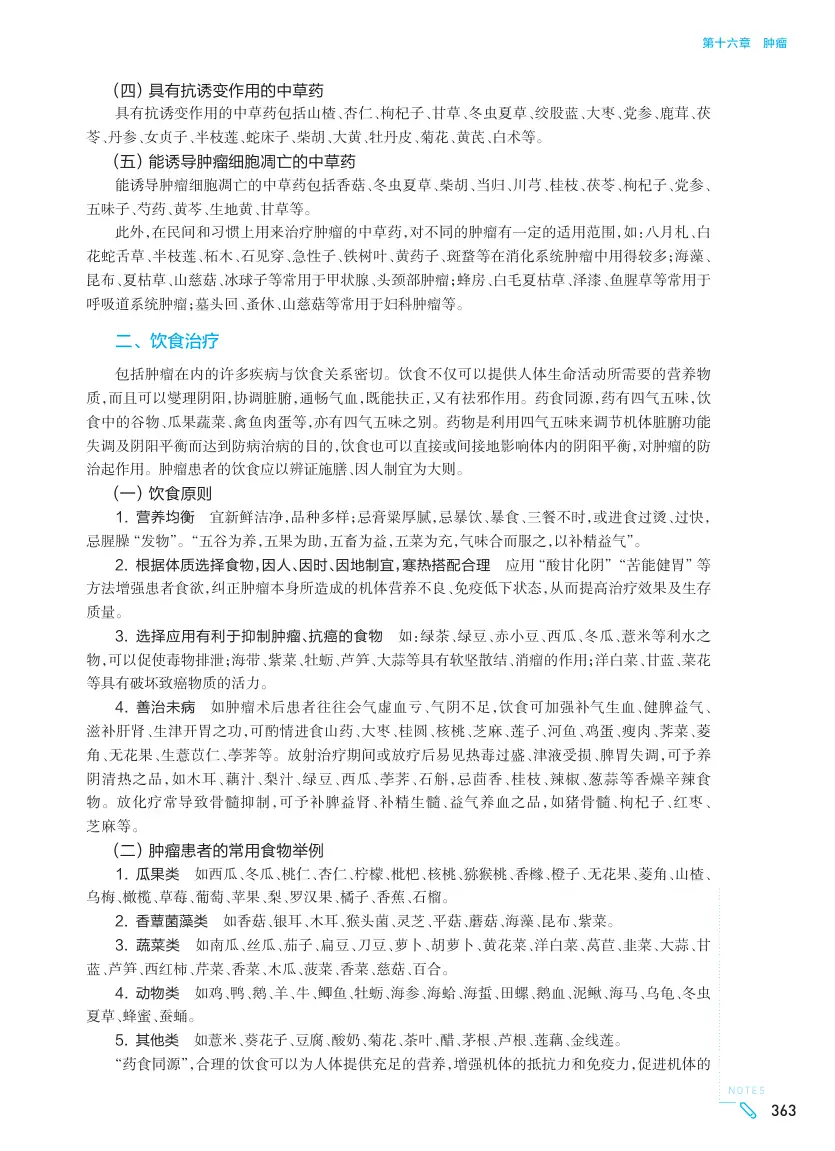 第十六章 肿瘤
（四）具有抗诱变作用的中草药
具有抗诱变作用的中草药包括山楂、杏仁、枸杞子、甘草、冬虫夏草、绞股蓝、大枣、党参、鹿茸、茯
苓、丹参、女贞子、半枝莲、蛇床子、柴胡、大黄、牡丹皮、菊花、黄芪、白术等。
（五）能诱导肿瘤细胞凋亡的中草药
能诱导肿瘤细胞凋亡的中草药包括香菇、冬虫夏草、柴胡、当归、川芎、桂枝、茯苓、枸杞子、党参、
五味子、芍药、黄芩、生地黄、甘草等。
此外，在民间和习惯上用来治疗肿瘤的中草药，对不同的肿瘤有一定的适用范围，如：八月札、白
花蛇舌草、半枝莲、柘木、石见穿、急性子、铁树叶、黄药子、斑蝥等在消化系统肿瘤中用得较多；海藻、
昆布、夏枯草、山慈菇、冰球子等常用于甲状腺、头颈部肿瘤；蜂房、白毛夏枯草、泽漆、鱼腥草等常用于
呼吸道系统肿瘤；墓头回、蚤休、山慈菇等常用于妇科肿瘤等。
二、饮食治疗
包括肿瘤在内的许多疾病与饮食关系密切。饮食不仅可以提供人体生命活动所需要的营养物
质，而且可以燮理阴阳，协调脏腑，通畅气血，既能扶正，又有祛邪作用。药食同源，药有四气五味，饮
食中的谷物、瓜果蔬菜、禽鱼肉蛋等，亦有四气五味之别。药物是利用四气五味来调节机体脏腑功能
失调及阴阳平衡而达到防病治病的目的，饮食也可以直接或间接地影响体内的阴阳平衡，对肿瘤的防
治起作用。肿瘤患者的饮食应以辨证施膳、因人制宜为大则。
（一）饮食原则
1. 营养均衡 宜新鲜洁净，品种多样；忌膏粱厚腻，忌暴饮、暴食、三餐不时，或进食过烫、过快，
忌腥臊“发物”。“五谷为养，五果为助，五畜为益，五菜为充，气味合而服之，以补精益气”。
2. 根据体质选择食物，因人、因时、因地制宜，寒热搭配合理 应用“酸甘化阴”“苦能健胃”等
方法增强患者食欲，纠正肿瘤本身所造成的机体营养不良、免疫低下状态，从而提高治疗效果及生存
质量。
3. 选择应用有利于抑制肿瘤、抗癌的食物 如：绿茶、绿豆、赤小豆、西瓜、冬瓜、薏米等利水之
物，可以促使毒物排泄；海带、紫菜、牡蛎、芦笋、大蒜等具有软坚散结、消瘤的作用；洋白菜、甘蓝、菜花
等具有破坏致癌物质的活力。
4. 善治未病 如肿瘤术后患者往往会气虚血亏、气阴不足，饮食可加强补气生血、健脾益气、
滋补肝肾、生津开胃之功，可酌情进食山药、大枣、桂圆、核桃、芝麻、莲子、河鱼、鸡蛋、瘦肉、荠菜、菱
角、无花果、生薏苡仁、荸荠等。放射治疗期间或放疗后易见热毒过盛、津液受损、脾胃失调，可予养
阴清热之品，如木耳、藕汁、梨汁、绿豆、西瓜、荸荠、石斛，忌茴香、桂枝、辣椒、葱蒜等香燥辛辣食
物。放化疗常导致骨髓抑制，可予补脾益肾、补精生髓、益气养血之品，如猪骨髓、枸杞子、红枣、
芝麻等。
（二）肿瘤患者的常用食物举例
1. 瓜果类 如西瓜、冬瓜、桃仁、杏仁、柠檬、枇杷、核桃、猕猴桃、香橼、橙子、无花果、菱角、山楂、
乌梅、橄榄、草莓、葡萄、苹果、梨、罗汉果、橘子、香蕉、石榴。
2. 香蕈菌藻类 如香菇、银耳、木耳、猴头菌、灵芝、平菇、蘑菇、海藻、昆布、紫菜。
3. 蔬菜类 如南瓜、丝瓜、茄子、扁豆、刀豆、萝卜、胡萝卜、黄花菜、洋白菜、莴苣、韭菜、大蒜、甘
蓝、芦笋、西红柿、芹菜、香菜、木瓜、菠菜、香菜、慈菇、百合。
4. 动物类 如鸡、鸭、鹅、羊、牛、鲫鱼、牡蛎、海参、海蛤、海蜇、田螺、鹅血、泥鳅、海马、乌龟、冬虫
夏草、蜂蜜、蚕蛹。
5. 其他类 如薏米、葵花子、豆腐、酸奶、菊花、茶叶、醋、茅根、芦根、莲藕、金线莲。
“药食同源”，合理的饮食可以为人体提供充足的营养，增强机体的抵抗力和免疫力，促进机体的
NOTES
363